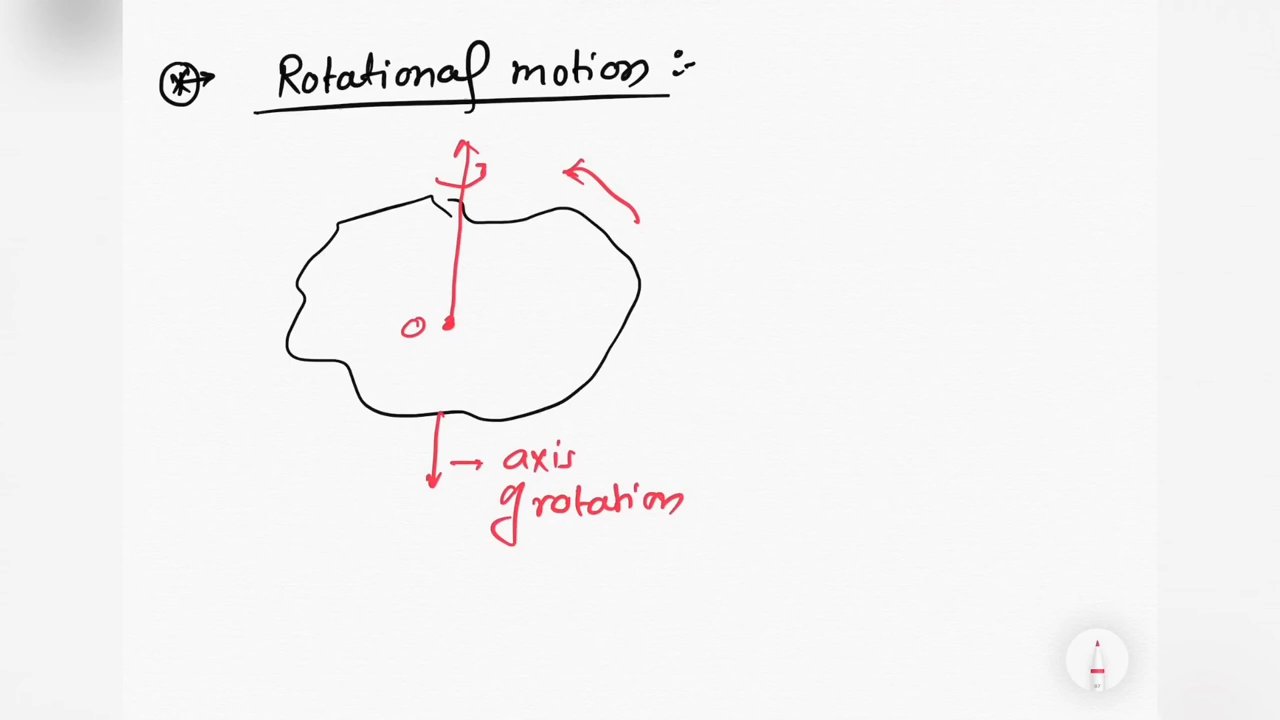 Rotational motion :-
O
→ axis
of rotation